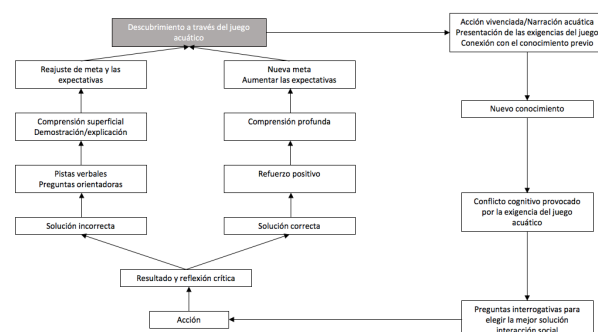 Descubrimiento a través del juego
acuático
Acción vivenciada/Narración acuática
Presentación de las exigencias del juego
Conexión con el conocimiento previo
Reajuste de meta y las
expectativas
Nueva meta
Aumentar las expectativas
Nuevo conocimiento
Comprensión superficial
Demostración/explicación
Comprensión profunda
Pistas verbales
Preguntas orientadoras
Refuerzo positivo
Conflicto cognitivo provocado
por la exigencia del juego
acuático
Solución incorrecta
Solución correcta
Resultado y reflexión crítica
Preguntas interrogativas para
elegir la mejor solución
interacción social
Acción